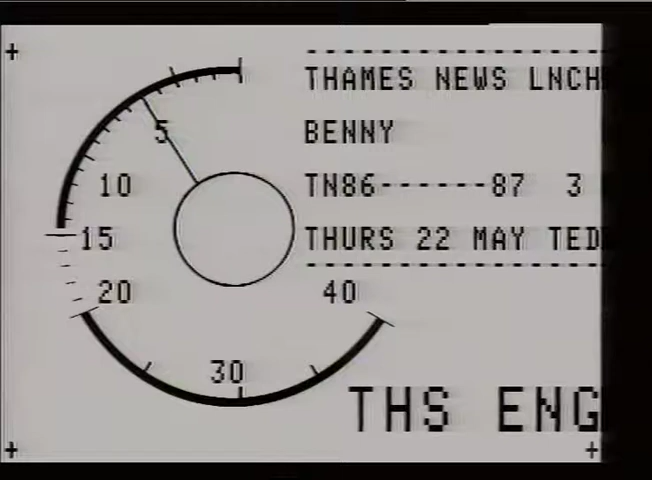 THAMES NEWS LNCH
5
BENNY
10
TN86------87 3
15
THURS 22 MAY TED
20
40
30
THS ENG